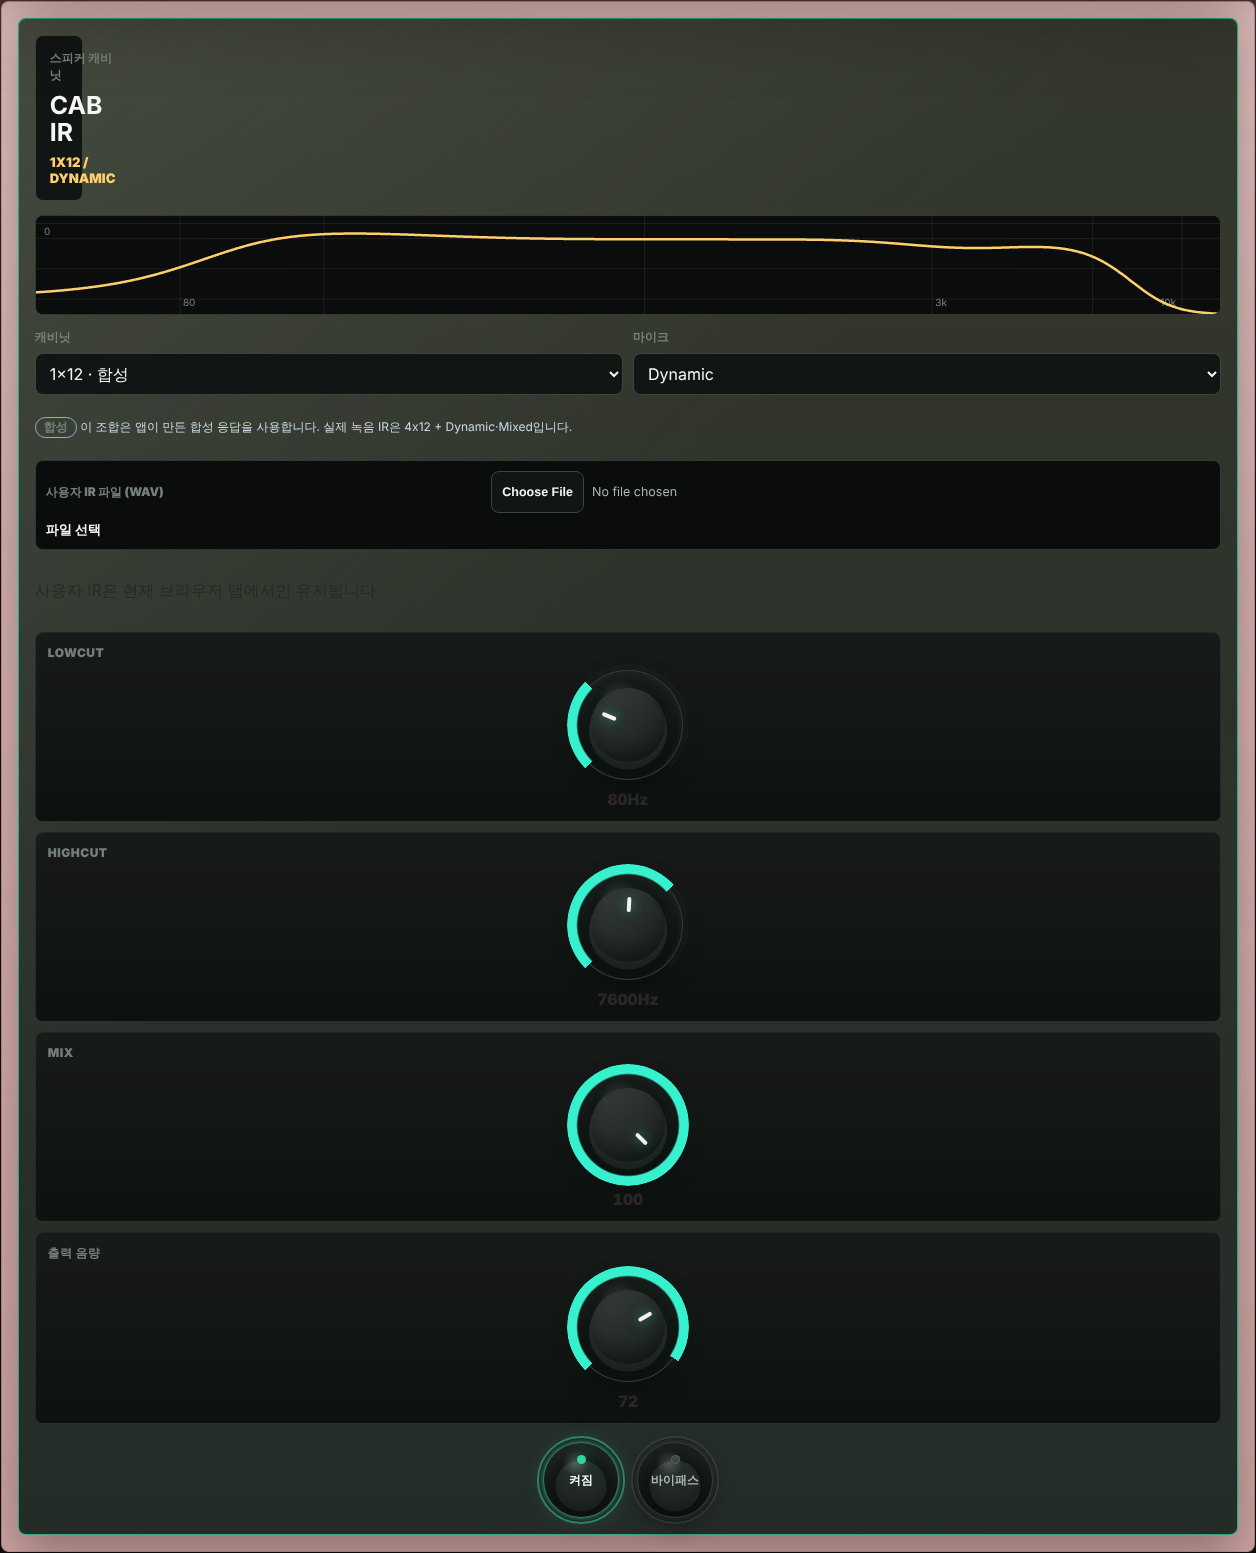 스피커 캐비
닛
CAB
IR
1X12 /
DYNAMIC
0
80
3k
10k
캐비닛
마이크
1×12 · 합성
Dynamic
합성 이 조합은 앱이 만든 합성 응답을 사용합니다. 실제 녹음 IR은 4x12 + Dynamic·Mixed입니다.
사용자 IR 파일 (WAV)
Choose File No file chosen
파일 선택
사용자 IR은 현재 브라우저 탭에서만 유지됩니다.
LOWCUT
80Hz
HIGHCUT
7600Hz
MIX
100
출력 음량
72
켜짐
바이패스